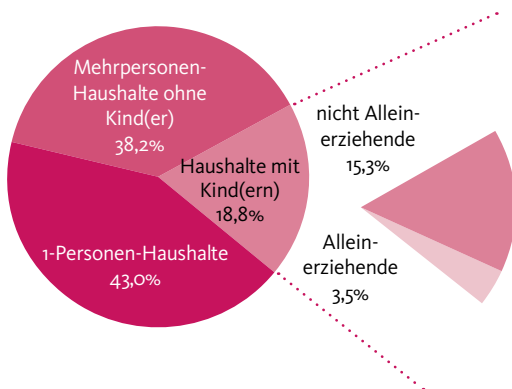 Mehrpersonen-
Haushalte ohne
Kind(er)
38,2%
Haushalte mit
Kind(ern)
18,8%
1-Personen-Haushalte
43,0%
nicht Allein-
erziehende
15,3%
Allein-
erziehende
3,5%